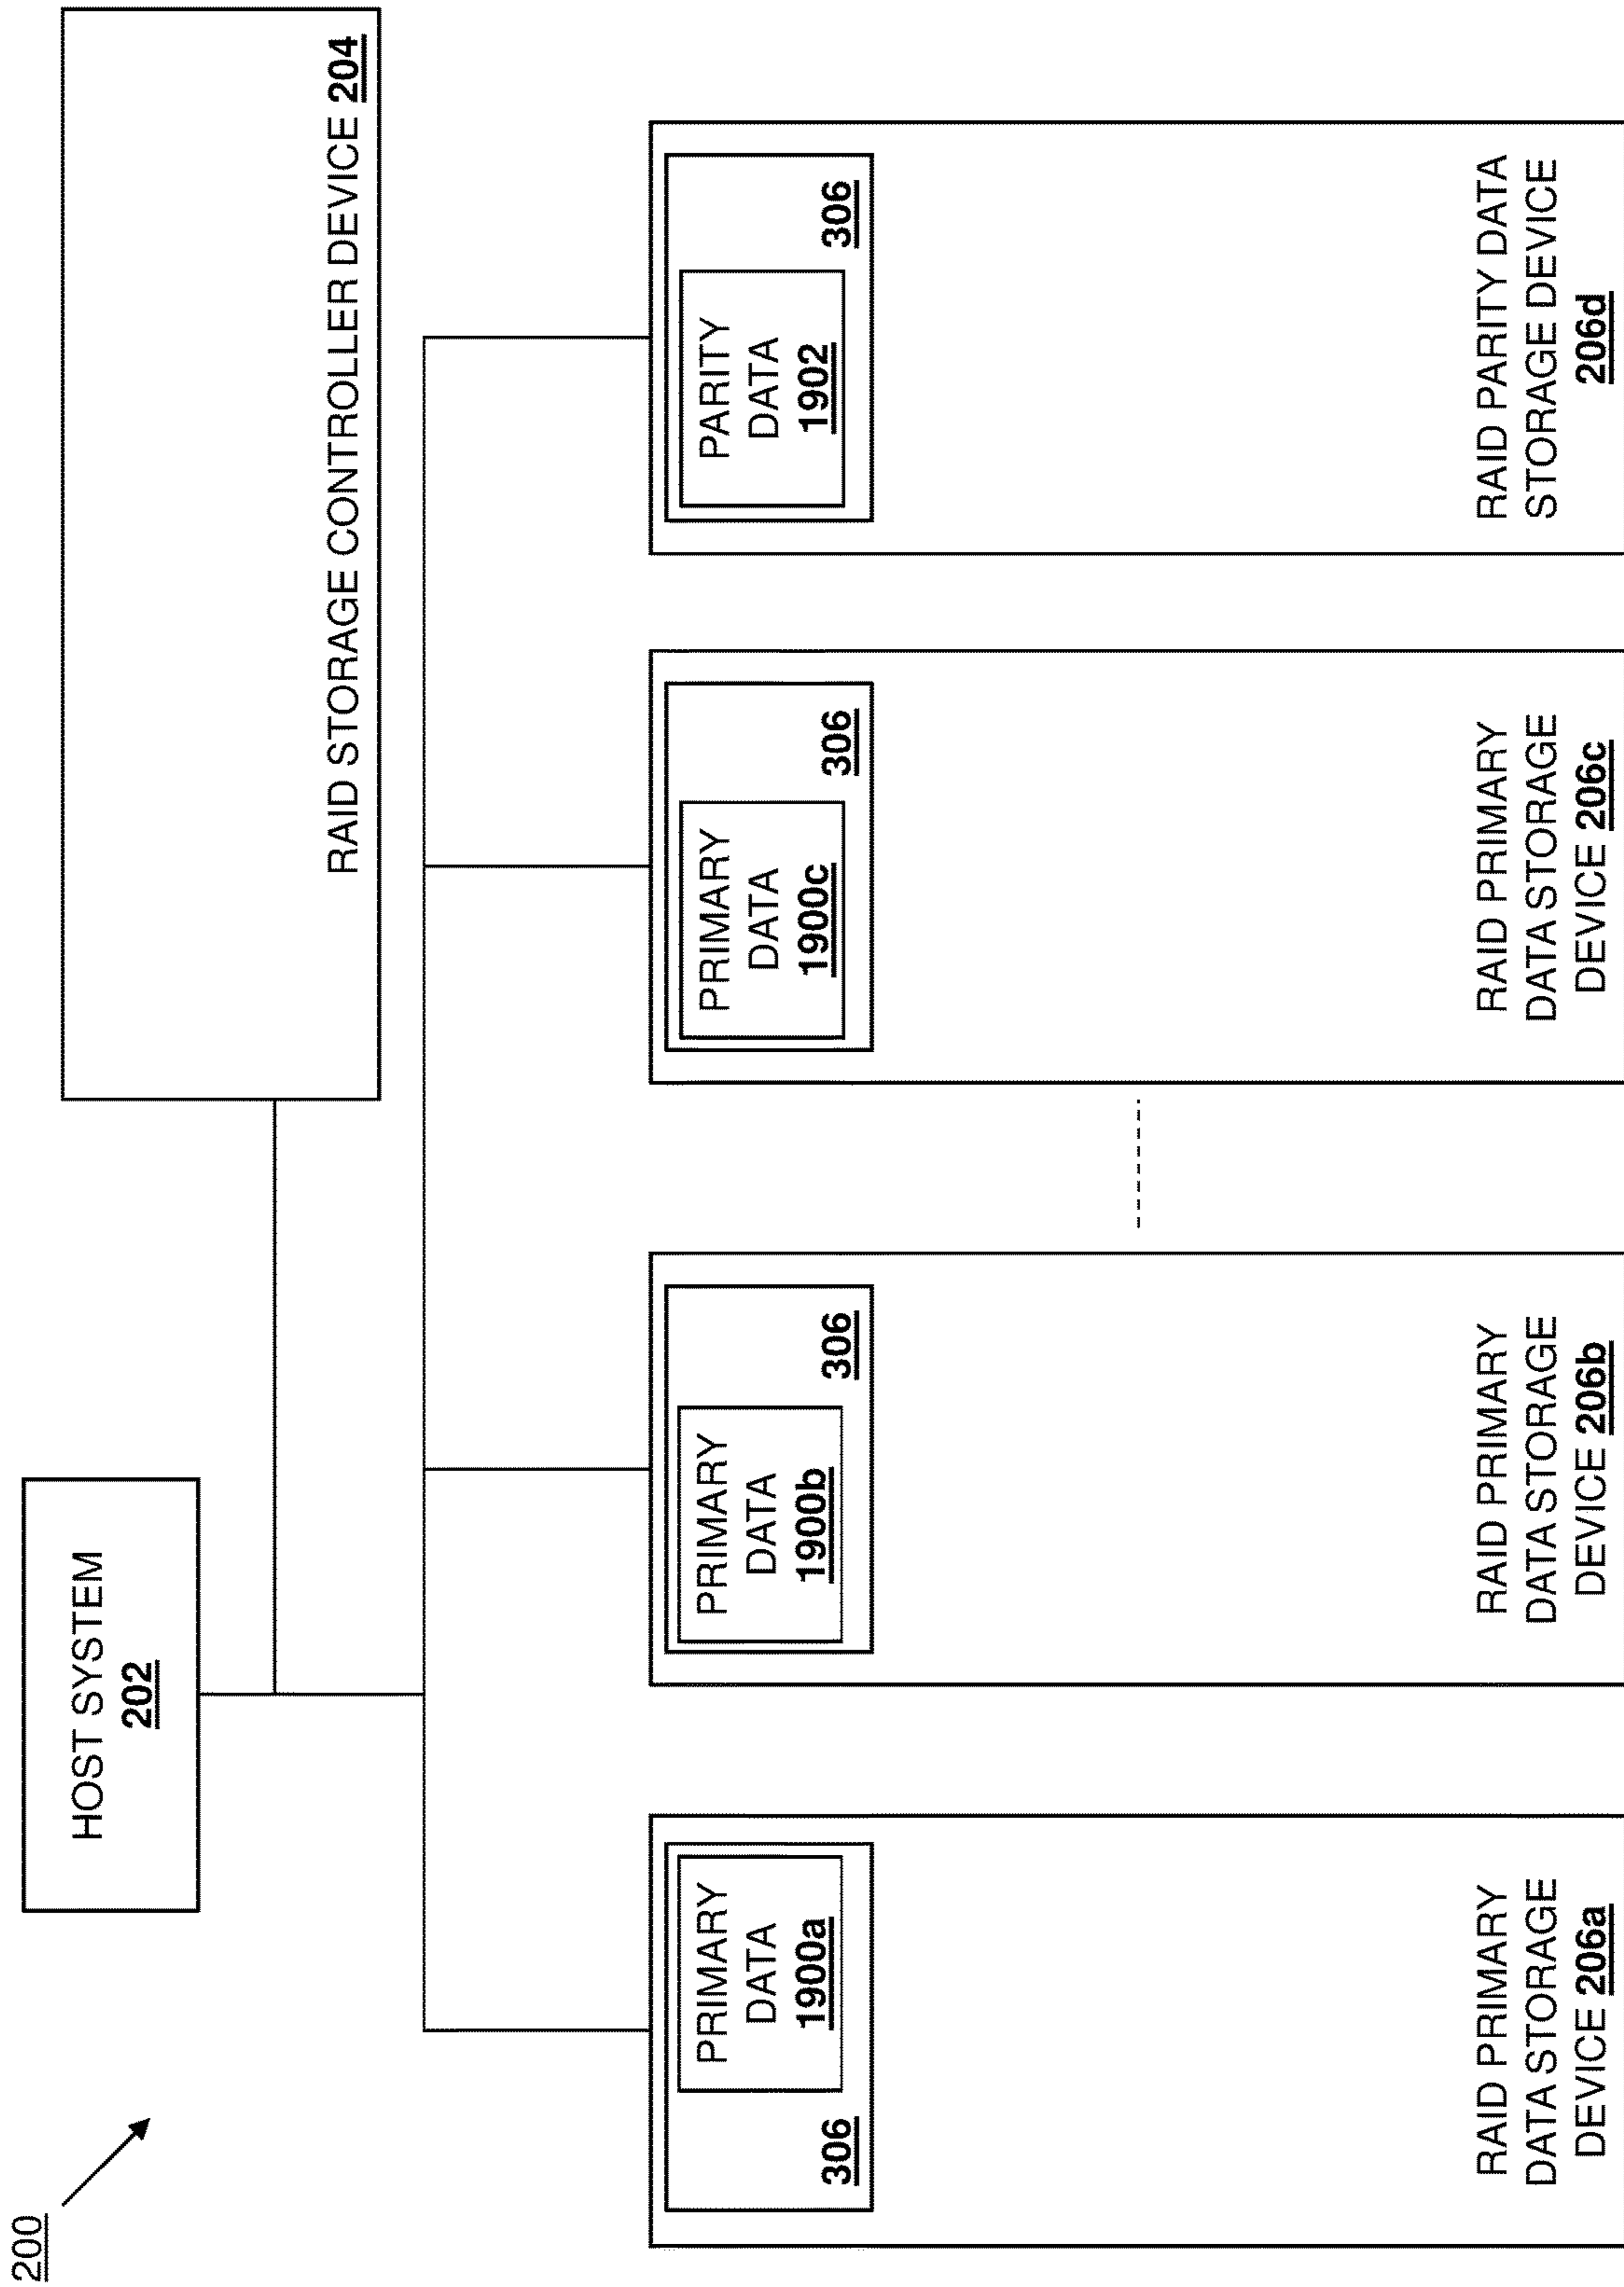 200
HOST SYSTEM
202
RAID STORAGE CONTROLLER DEVICE 204
PRIMARY
DATA
1900a
306
RAID PRIMARY
DATA STORAGE
DEVICE 206a
PRIMARY
DATA
1900b
306
RAID PRIMARY
DATA STORAGE
DEVICE 206b
PRIMARY
DATA
1900c
306
RAID PRIMARY
DATA STORAGE
DEVICE 206c
PARITY
DATA
1902
306
RAID PARITY DATA
STORAGE DEVICE
206d